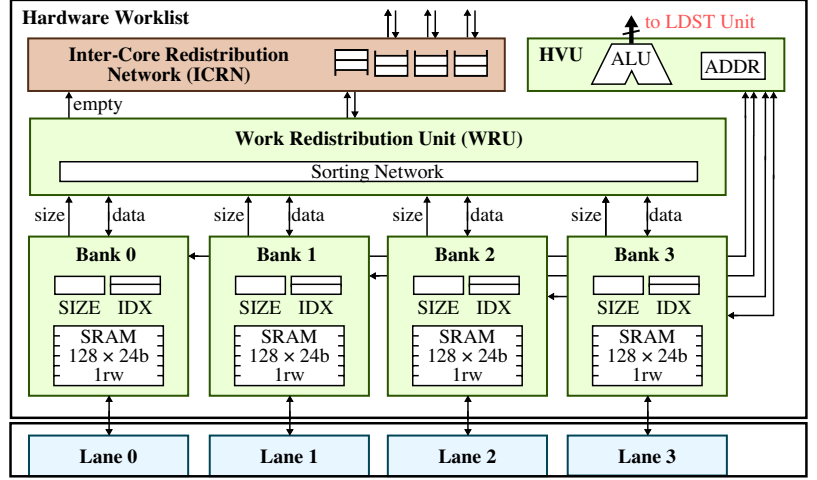 Hardware Worklist
to LDST Unit
Inter-Core Redistribution
Network (ICRN)
HVU
ALU
ADDR
empty
Work Redistribution Unit (WRU)
Sorting Network
size
data
size
data
size
data
size
data
Bank 0
Bank 1
Bank 2
Bank 3
SIZE
IDX
SIZE
IDX
SIZE
IDX
SIZE
IDX
SRAM
128 × 24b
1rw
SRAM
128 × 24b
1rw
SRAM
128 × 24b
1rw
SRAM
128 × 24b
1rw
Lane 0
Lane 1
Lane 2
Lane 3